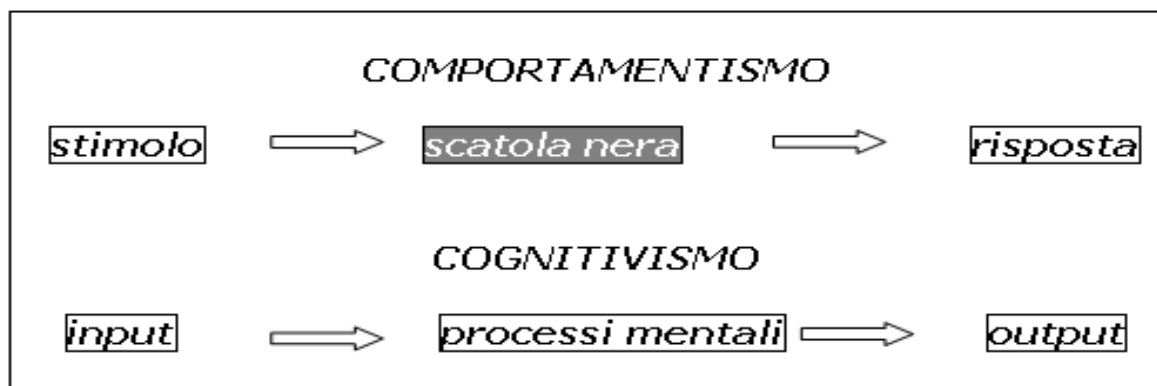 COMPORTAMENTISMO
stimolo scatola nera risposta
COGNITIVISMO
input processi mentali output